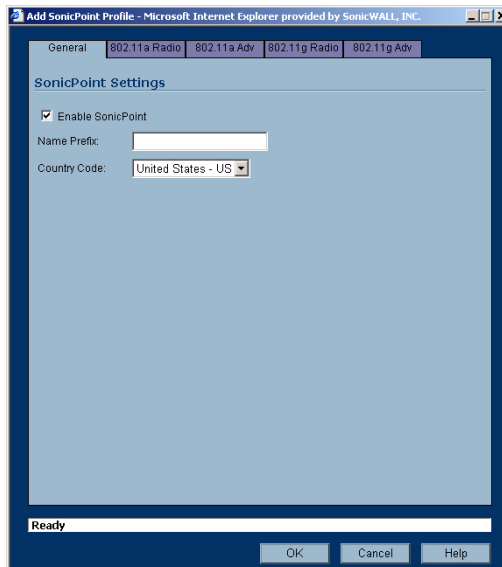 Add SonicPoint Profile - Microsoft Internet Explorer provided by SonicWALL, INC.
General 802.11a Radio 802.11a Adv 802.11g Radio 802.11g Adv
SonicPoint Settings
Enable SonicPoint
Name Prefix:
Country Code: United States - US
Ready
OK Cancel Help